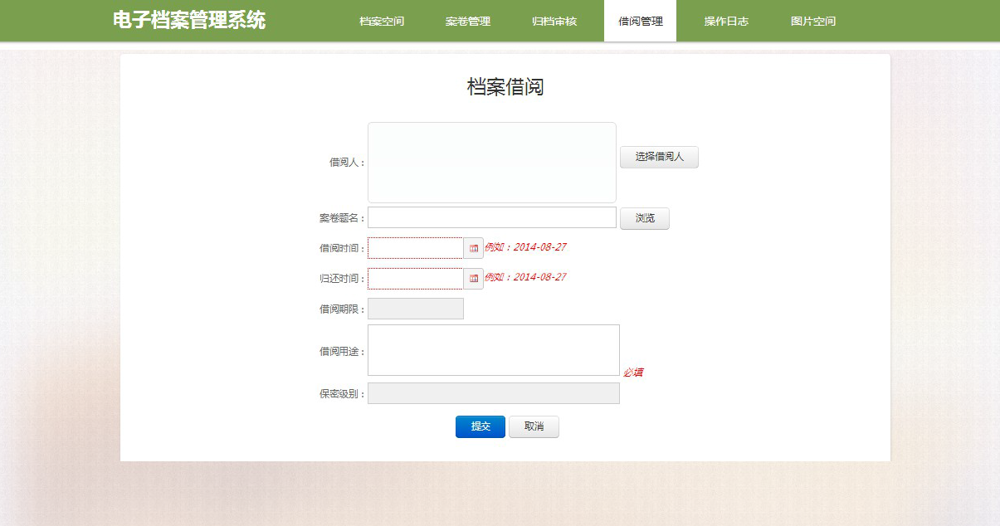 电子档案管理系统 档案空间 案卷管理 归档审核 借阅管理 操作日志 图片空间
档案借阅
借阅人： 选择借阅人
案卷题名： 浏览
借阅时间： 例如：2014-08-27
归还时间： 例如：2014-08-27
借阅期限：
借阅用途： 必填
保密级别：
提交 取消